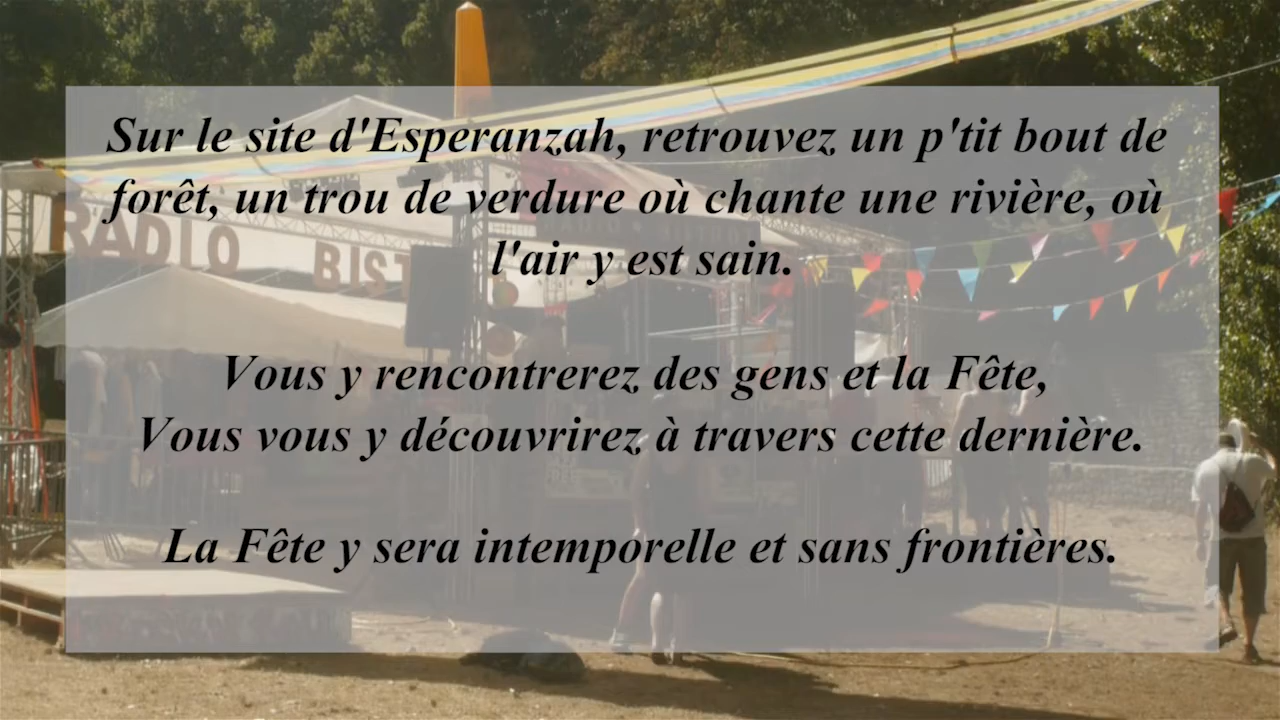 Sur le site d'Esperanzah, retrouvez un p'tit bout de
forêt, un trou de verdure où chante une rivière, où
l'air y est sain.
Vous y rencontrerez des gens et la Fête,
Vous vous y découvrirez à travers cette dernière.
La Fête y sera intemporelle et sans frontières.
RADIO BIST